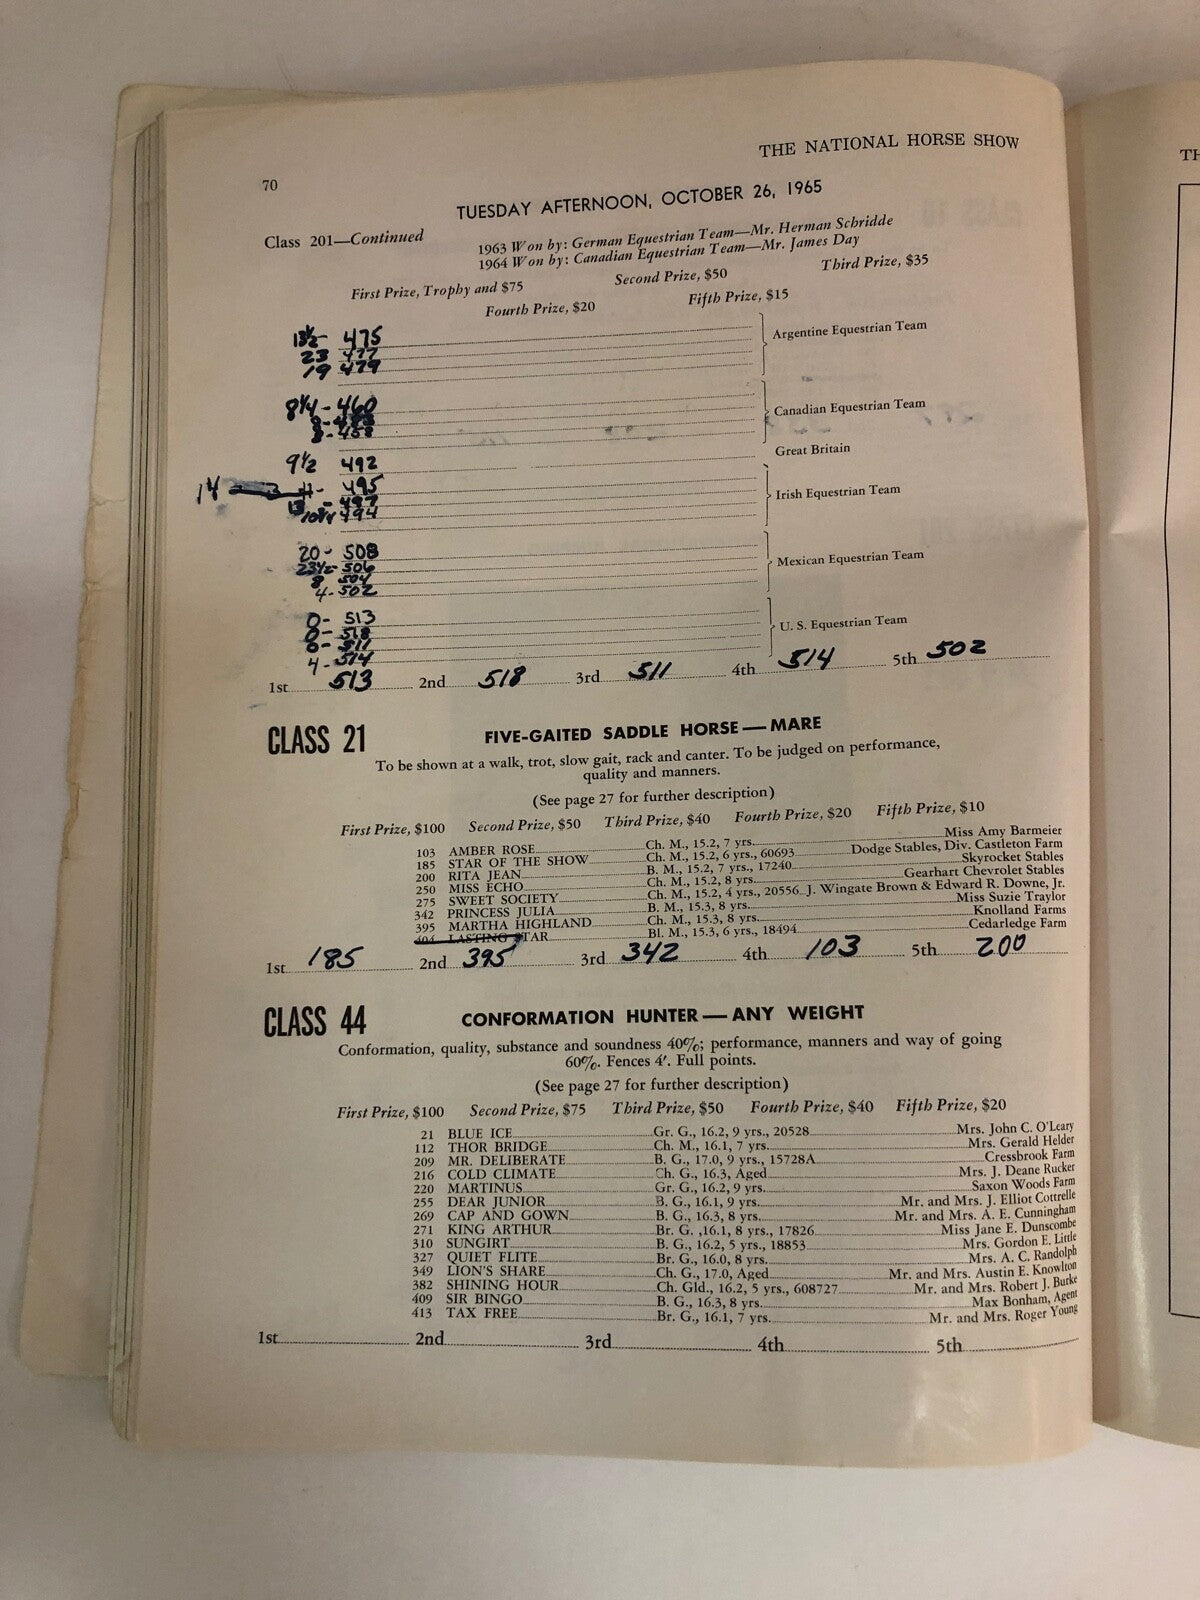 THE NATIONAL HORSE SHOW
70
TUESDAY AFTERNOON, OCTOBER 26, 1965
Class 201—Continued
1963 Won by: German Equestrian Team—Mr. Herman Schridde
1964 Won by: Canadian Equestrian Team—Mr. James Day
First Prize, Trophy and $75 Second Prize, $50 Third Prize, $35
Fourth Prize, $20 Fifth Prize, $15
475
23 477
19 479
Argentine Equestrian Team
8 1/4 - 460
8 - 458
Canadian Equestrian Team
9 1/2 492
Great Britain
14 495
13 - 497
494
Irish Equestrian Team
20 - 508
23 1/2 - 506
8 504
4 - 502
Mexican Equestrian Team
0 - 513
0 - 518
0 - 511
4 - 514
U. S. Equestrian Team
1st 513 2nd 518 3rd 511 4th 514 5th 502
CLASS 21 FIVE-GAITED SADDLE HORSE — MARE
To be shown at a walk, trot, slow gait, rack and canter. To be judged on performance,
quality and manners.
(See page 27 for further description)
First Prize, $100 Second Prize, $50 Third Prize, $40 Fourth Prize, $20 Fifth Prize, $10
103 AMBER ROSE Ch. M., 15.2, 7 yrs. Miss Amy Barmeier
185 STAR OF THE SHOW Ch. M., 15.2, 6 yrs., 60693 Dodge Stables, Div. Castleton Farm
200 RITA JEAN B. M., 15.2, 7 yrs., 17240 Skyrocket Stables
250 MISS ECHO Ch. M., 15.2, 8 yrs. Gearhart Chevrolet Stables
275 SWEET SOCIETY Ch. M., 15.2, 4 yrs., 20556 J. Wingate Brown & Edward R. Downe, Jr.
342 PRINCESS JULIA B. M., 15.3, 8 yrs. Miss Suzie Traylor
395 MARTHA HIGHLAND Ch. M., 15.3, 8 yrs. Knolland Farms
404 LASTING STAR Bl. M., 15.3, 6 yrs., 18494 Cedarledge Farm
1st 185 2nd 395 3rd 342 4th 103 5th 200
CLASS 44 CONFORMATION HUNTER — ANY WEIGHT
Conformation, quality, substance and soundness 40%; performance, manners and way of going
60%. Fences 4'. Full points.
(See page 27 for further description)
First Prize, $100 Second Prize, $75 Third Prize, $50 Fourth Prize, $40 Fifth Prize, $20
21 BLUE ICE Gr. G., 16.2, 9 yrs., 20528 Mrs. John C. O'Leary
112 THOR BRIDGE Ch. M., 16.1, 7 yrs. Mrs. Gerald Helder
209 MR. DELIBERATE B. G., 17.0, 9 yrs., 15728A Cressbrook Farm
216 COLD CLIMATE Ch. G., 16.3, Aged Mrs. J. Deane Rucker
220 MARTINUS Gr. G., 16.2, 9 yrs. Saxon Woods Farm
255 DEAR JUNIOR B. G., 16.1, 9 yrs. Mr. and Mrs. J. Elliot Cottrelle
269 CAP AND GOWN B. G., 16.3, 8 yrs. Mr. and Mrs. A. E. Cunningham
271 KING ARTHUR Br. G. ,16.1, 8 yrs., 17826 Miss Jane E. Dunscombe
310 SUNGIRT B. G., 16.2, 5 yrs., 18853 Mrs. Gordon E. Little
327 QUIET FLITE Br. G., 16.0, 8 yrs. Mrs. A. C. Randolph
349 LION'S SHARE Ch. G., 17.0, Aged Mr. and Mrs. Austin E. Knowlton
382 SHINING HOUR Ch. Gld., 16.2, 5 yrs., 608727 Mr. and Mrs. Robert J. Burke
409 SIR BINGO B. G., 16.3, 8 yrs. Max Bonham, Agent
413 TAX FREE Br. G., 16.1, 7 yrs. Mr. and Mrs. Roger Young
1st 2nd 3rd 4th 5th